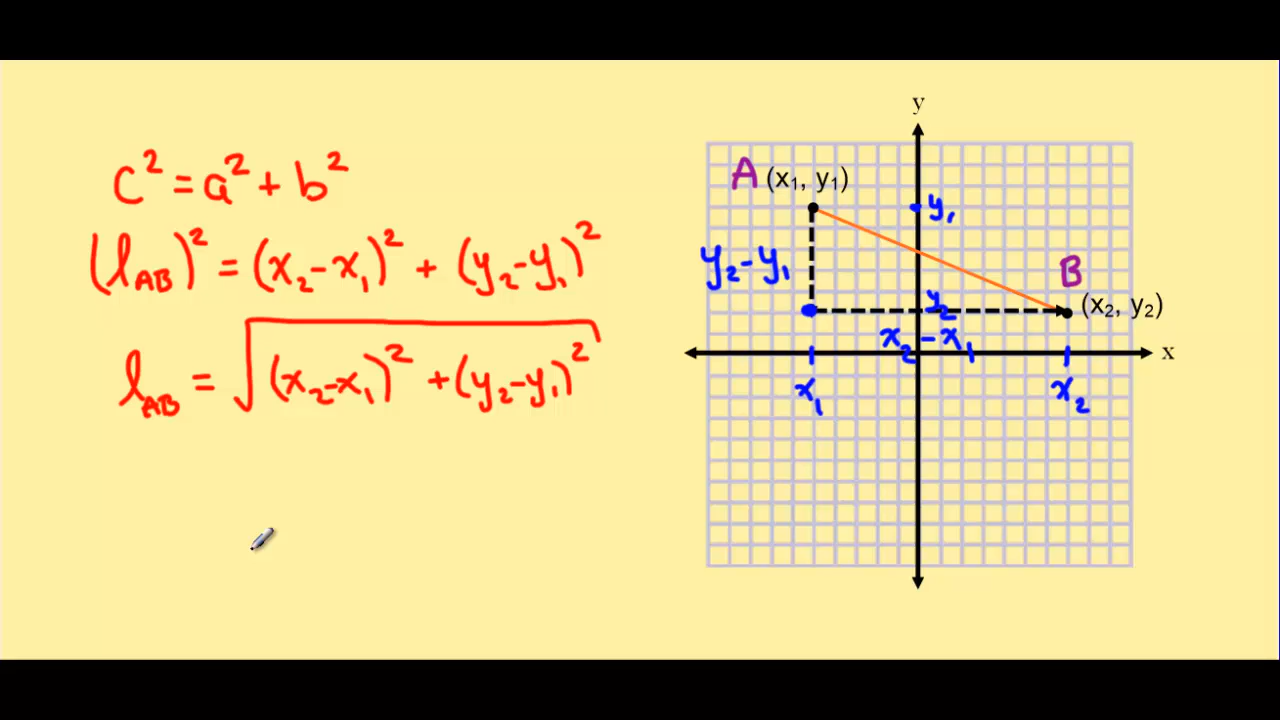 c² = a² + b²
(l_AB)² = (x₂ - x₁)² + (y₂ - y₁)²
l_AB = √((x₂ - x₁)² + (y₂ - y₁)²)
y
A (x₁, y₁)
y₁
y₂ - y₁
B
(x₂, y₂)
y₂
x₂ - x₁
x
x₁
x₂